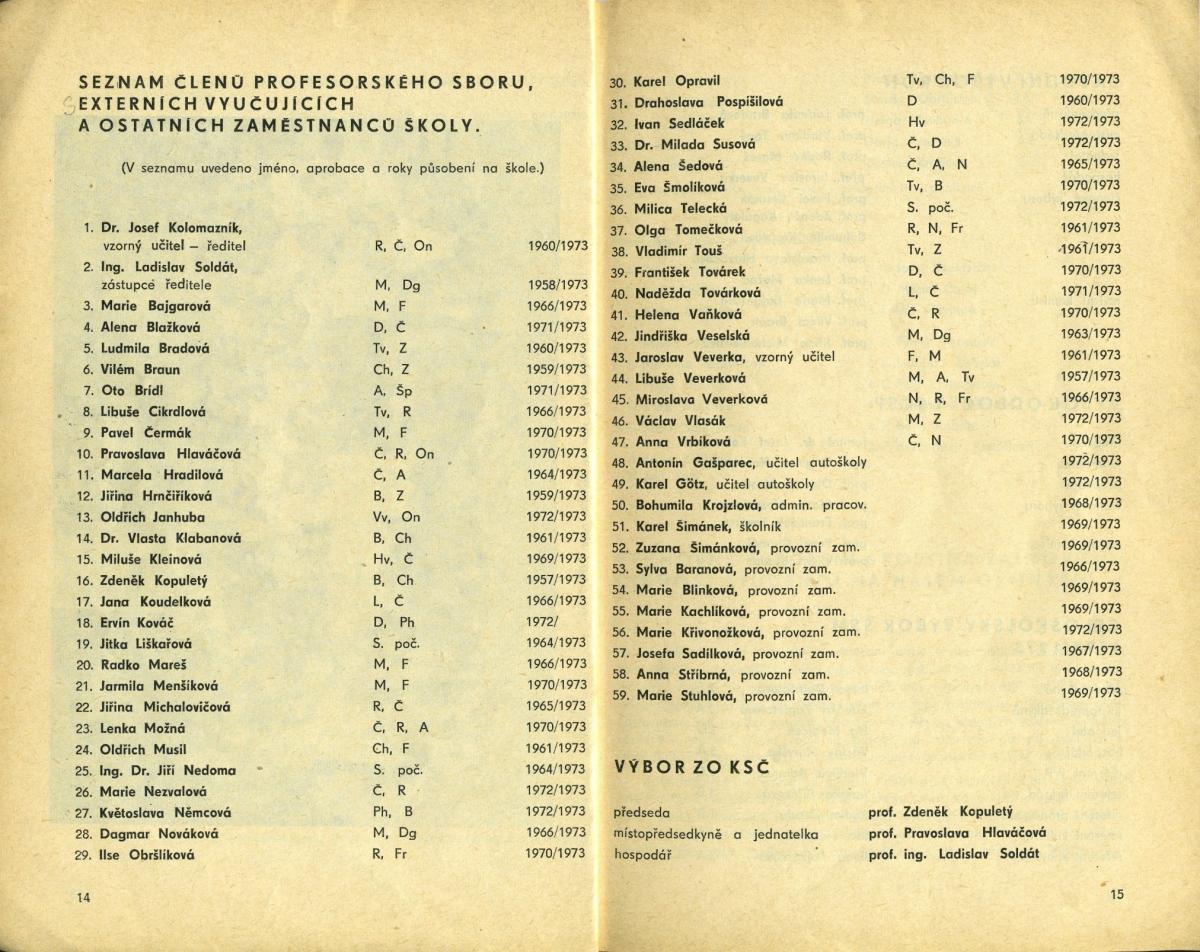 SEZNAM ČLENŮ PROFESORSKÉHO SBORU,
EXTERNÍCH VYUČUJÍCÍCH
A OSTATNÍCH ZAMĚSTNANCŮ ŠKOLY.
(V seznamu uvedeno jméno, aprobace a roky působení na škole.)
1. Dr. Josef Kolomazník,
vzorný učitel – ředitel R, Č, On 1960/1973
2. Ing. Ladislav Soldát,
zástupce ředitele M, Dg 1958/1973
3. Marie Bajgarová M, F 1966/1973
4. Alena Blažková D, Č 1971/1973
5. Ludmila Bradová Tv, Z 1960/1973
6. Vilém Braun Ch, Z 1959/1973
7. Oto Brídl A, Šp 1971/1973
8. Libuše Cikrdlová Tv, R 1966/1973
9. Pavel Čermák M, F 1970/1973
10. Pravoslava Hlaváčová Č, R, On 1970/1973
11. Marcela Hradilová Č, A 1964/1973
12. Jiřina Hrnčiříková B, Z 1959/1973
13. Oldřich Janhuba Vv, On 1972/1973
14. Dr. Vlasta Klabanová B, Ch 1961/1973
15. Miluše Kleinová Hv, Č 1969/1973
16. Zdeněk Kopuletý B, Ch 1957/1973
17. Jana Koudelková L, Č 1966/1973
18. Ervín Kováč D, Ph 1972/
19. Jitka Liškařová S. poč. 1964/1973
20. Radko Mareš M, F 1966/1973
21. Jarmila Menšíková M, F 1970/1973
22. Jiřina Michalovičová R, Č 1965/1973
23. Lenka Možná Č, R, A 1970/1973
24. Oldřich Musil Ch, F 1961/1973
25. Ing. Dr. Jiří Nedoma S. poč. 1964/1973
26. Marie Nezvalová Č, R 1972/1973
27. Květoslava Němcová Ph, B 1972/1973
28. Dagmar Nováková M, Dg 1966/1973
29. Ilse Obršlíková R, Fr 1970/1973
14
30. Karel Opravil Tv, Ch, F 1970/1973
31. Drahoslava Pospíšilová D 1960/1973
32. Ivan Sedláček Hv 1972/1973
33. Dr. Milada Susová Č, D 1972/1973
34. Alena Šedová Č, A, N 1965/1973
35. Eva Šmolíková Tv, B 1970/1973
36. Milica Telecká S. poč. 1972/1973
37. Olga Tomečková R, N, Fr 1961/1973
38. Vladimír Touš Tv, Z 1961/1973
39. František Továrek D, Č 1970/1973
40. Naděžda Továrková L, Č 1971/1973
41. Helena Vaňková Č, R 1970/1973
42. Jindřiška Veselská M, Dg 1963/1973
43. Jaroslav Veverka, vzorný učitel F, M 1961/1973
44. Libuše Veverková M, A, Tv 1957/1973
45. Miroslava Veverková N, R, Fr 1966/1973
46. Václav Vlasák M, Z 1972/1973
47. Anna Vrbíková Č, N 1970/1973
48. Antonín Gašparec, učitel autoškoly 1972/1973
49. Karel Götz, učitel autoškoly 1972/1973
50. Bohumila Krojzlová, admin. pracov. 1968/1973
51. Karel Šimánek, školník 1969/1973
52. Zuzana Šimánková, provozní zam. 1969/1973
53. Sylva Baranová, provozní zam. 1966/1973
54. Marie Blinková, provozní zam. 1969/1973
55. Marie Kachlíková, provozní zam. 1969/1973
56. Marie Křivonožková, provozní zam. 1972/1973
57. Josefa Sadílková, provozní zam. 1967/1973
58. Anna Stříbrná, provozní zam. 1968/1973
59. Marie Stuhlová, provozní zam. 1969/1973
VÝBOR ZO KSČ
předseda prof. Zdeněk Kopuletý
místopředsedkyně a jednatelka prof. Pravoslava Hlaváčová
hospodář prof. ing. Ladislav Soldát
15